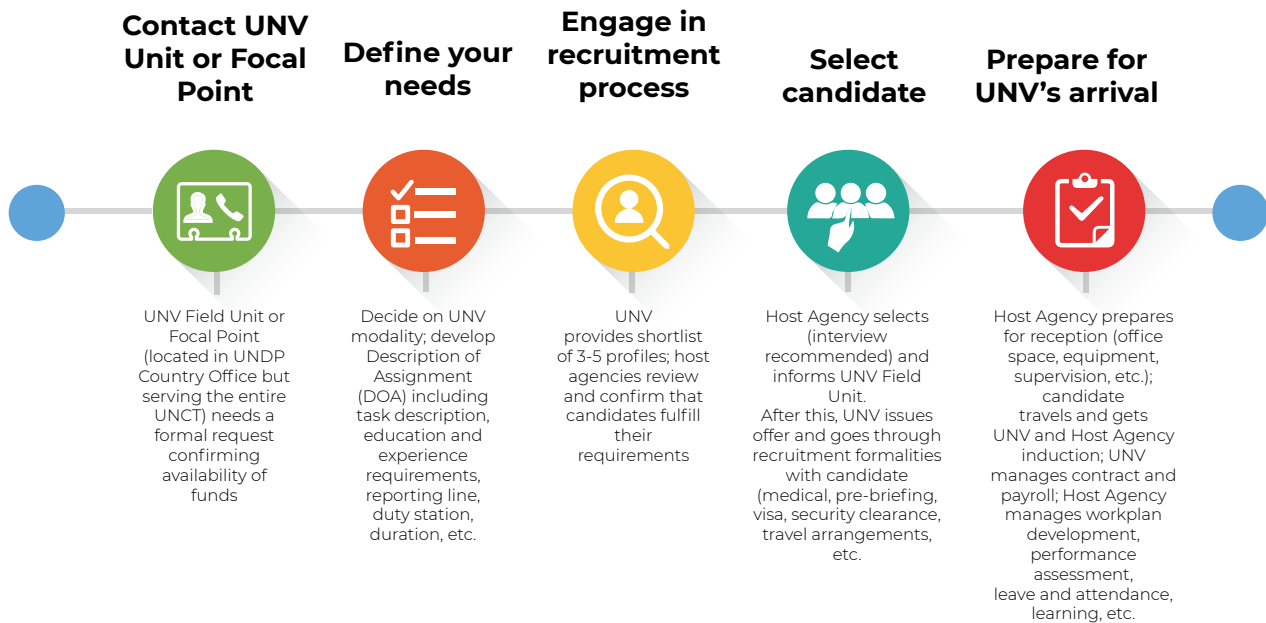 Contact UNV
Unit or Focal
Point
UNV Field Unit or
Focal Point
(located in UNDP
Country Office but
serving the entire
UNCT) needs a
formal request
confirming
availability of
funds
Define your
needs
Decide on UNV
modality; develop
Description of
Assignment
(DOA) including
task description,
education and
experience
requirements,
reporting line,
duty station,
duration, etc.
Engage in
recruitment
process
UNV
provides shortlist
of 3-5 profiles; host
agencies review
and confirm that
candidates fulfill
their
requirements
Select
candidate
Host Agency selects
(interview
recommended) and
informs UNV Field
Unit.
After this, UNV issues
offer and goes through
recruitment formalities
with candidate
(medical, pre-briefing,
visa, security clearance,
travel arrangements,
etc.
Prepare for
UNV’s arrival
Host Agency prepares
for reception (office
space, equipment,
supervision, etc.);
candidate
travels and gets
UNV and Host Agency
induction; UNV
manages contract and
payroll; Host Agency
manages workplan
development,
performance
assessment,
leave and attendance,
learning, etc.